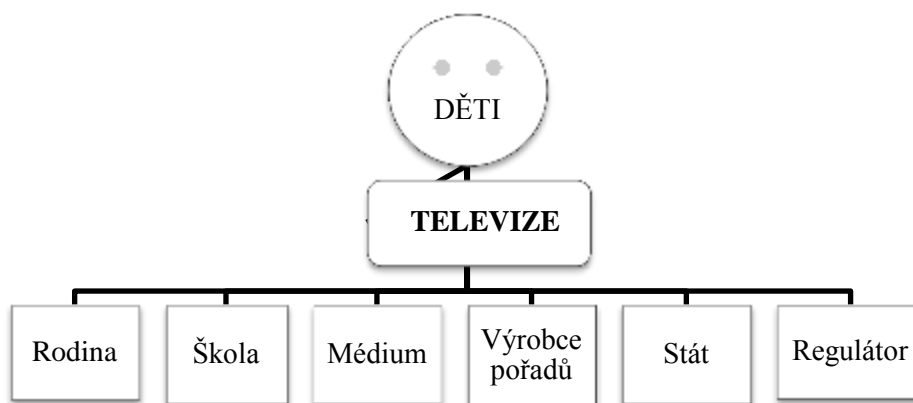 DĚTI
TELEVIZE
Rodina
Škola
Médium
Výrobce
pořadů
Stát
Regulátor